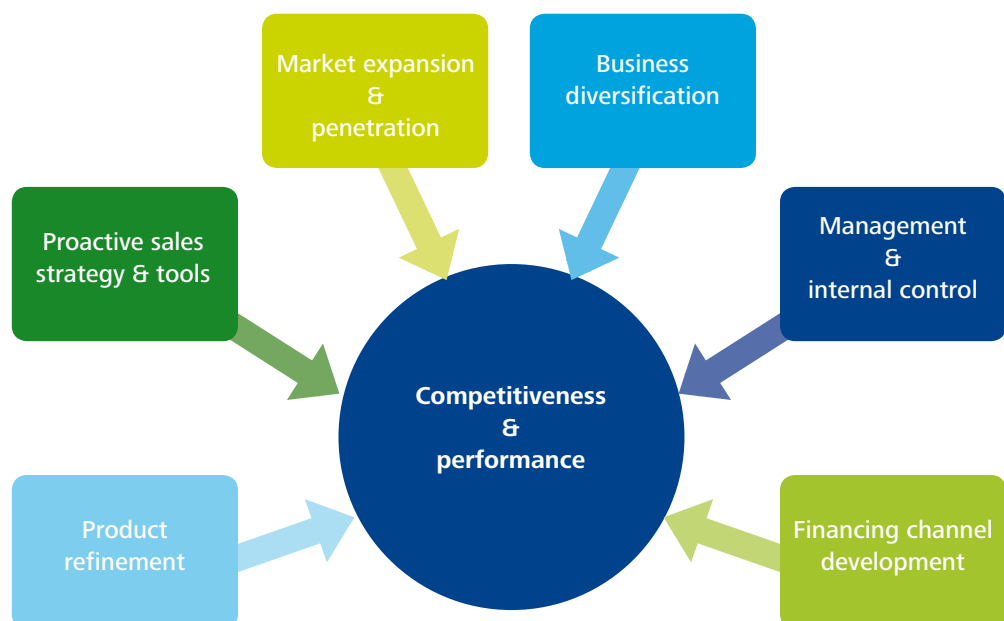 Market expansion
&
penetration
Business
diversification
Proactive sales
strategy & tools
Management
&
internal control
Competitiveness
&
performance
Product
refinement
Financing channel
development